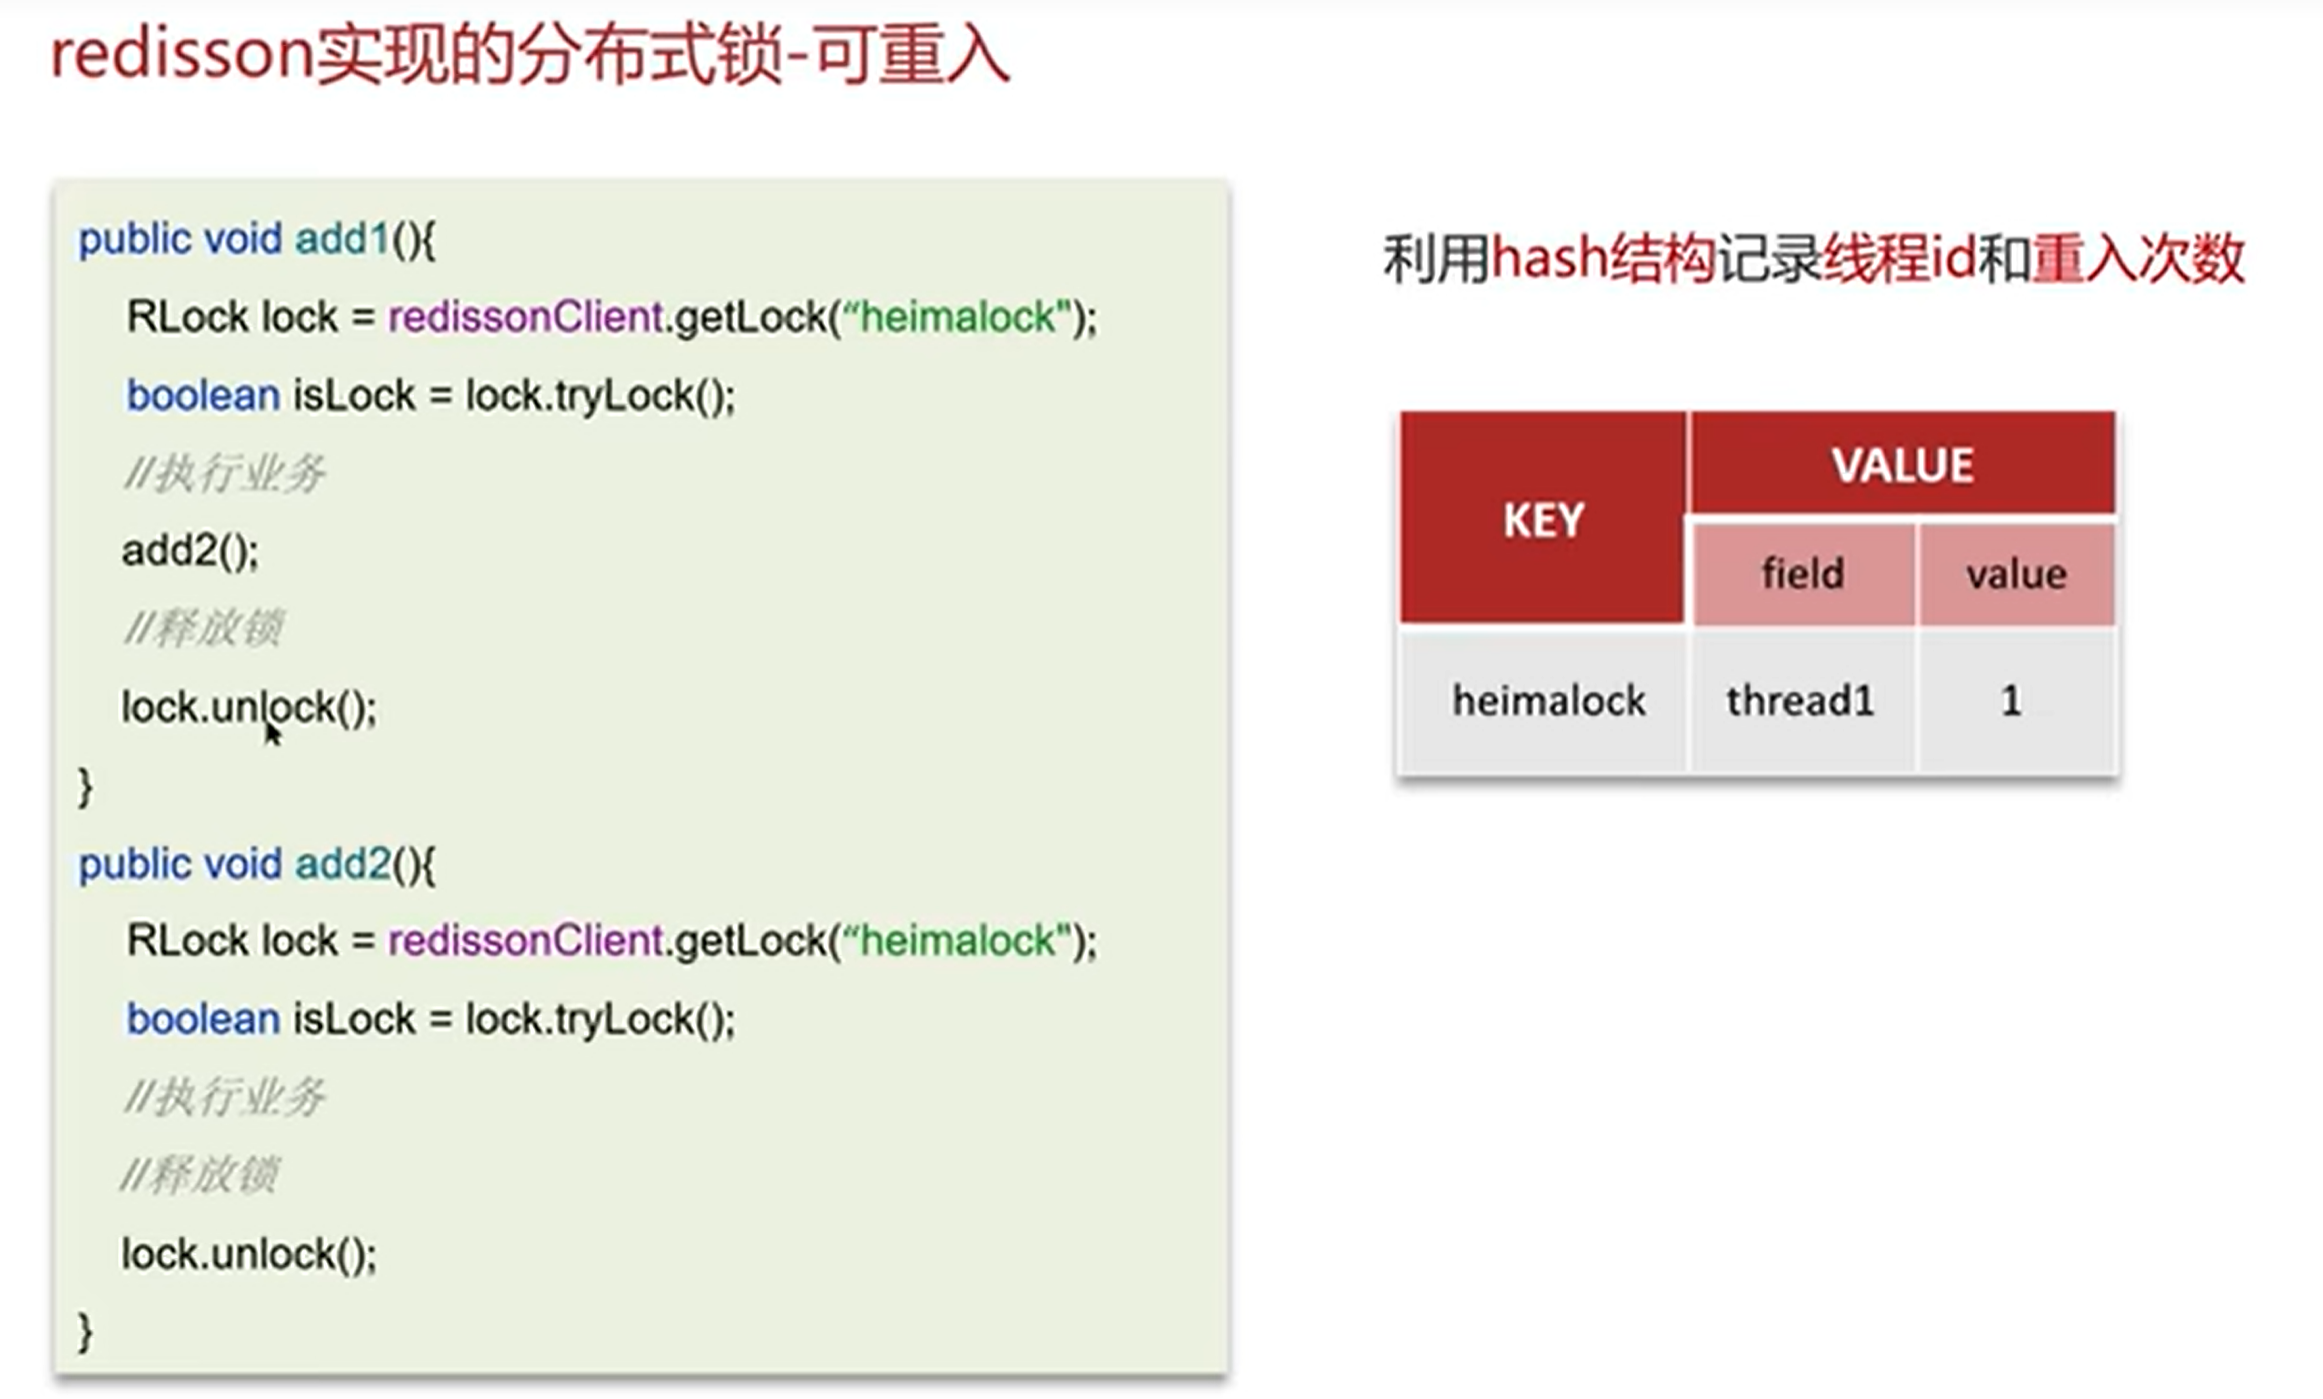 redisson实现的分布式锁-可重入
public void add1(){
RLock lock = redissonClient.getLock(“heimalock");
boolean isLock = lock.tryLock();
//执行业务
add2();
//释放锁
lock.unlock();
}
public void add2(){
RLock lock = redissonClient.getLock(“heimalock");
boolean isLock = lock.tryLock();
//执行业务
//释放锁
lock.unlock();
}
利用hash结构记录线程id和重入次数
KEY
VALUE
field value
heimalock thread1 1